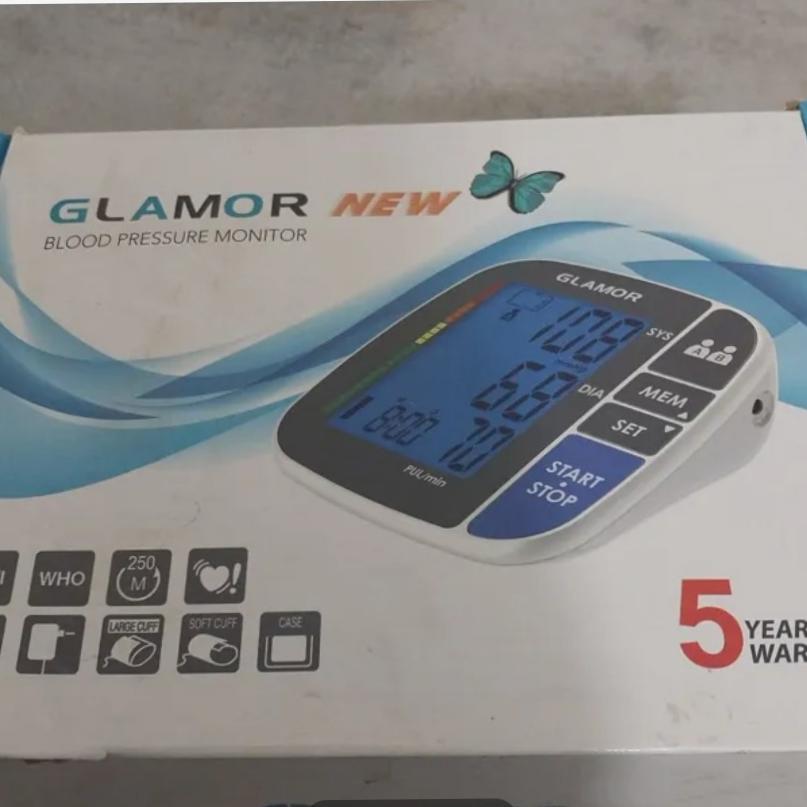 GLAMOR NEW
BLOOD PRESSURE MONITOR
GLAMOR
108 SYS
68 DIA
8:00 70
PUL/min
A B
MEM
SET
START
STOP
WHO
250
M
!
LARGE CUFF
SOFT CUFF
CASE
5 YEAR
WAR